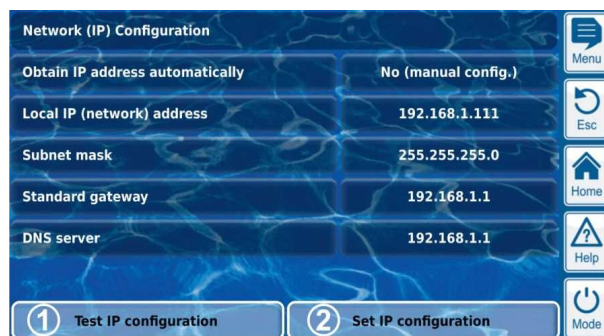 Network (IP) Configuration
Obtain IP address automatically No (manual config.)
Local IP (network) address 192.168.1.111
Subnet mask 255.255.255.0
Standard gateway 192.168.1.1
DNS server 192.168.1.1
1 Test IP configuration 2 Set IP configuration
Menu
Esc
Home
? Help
Mode